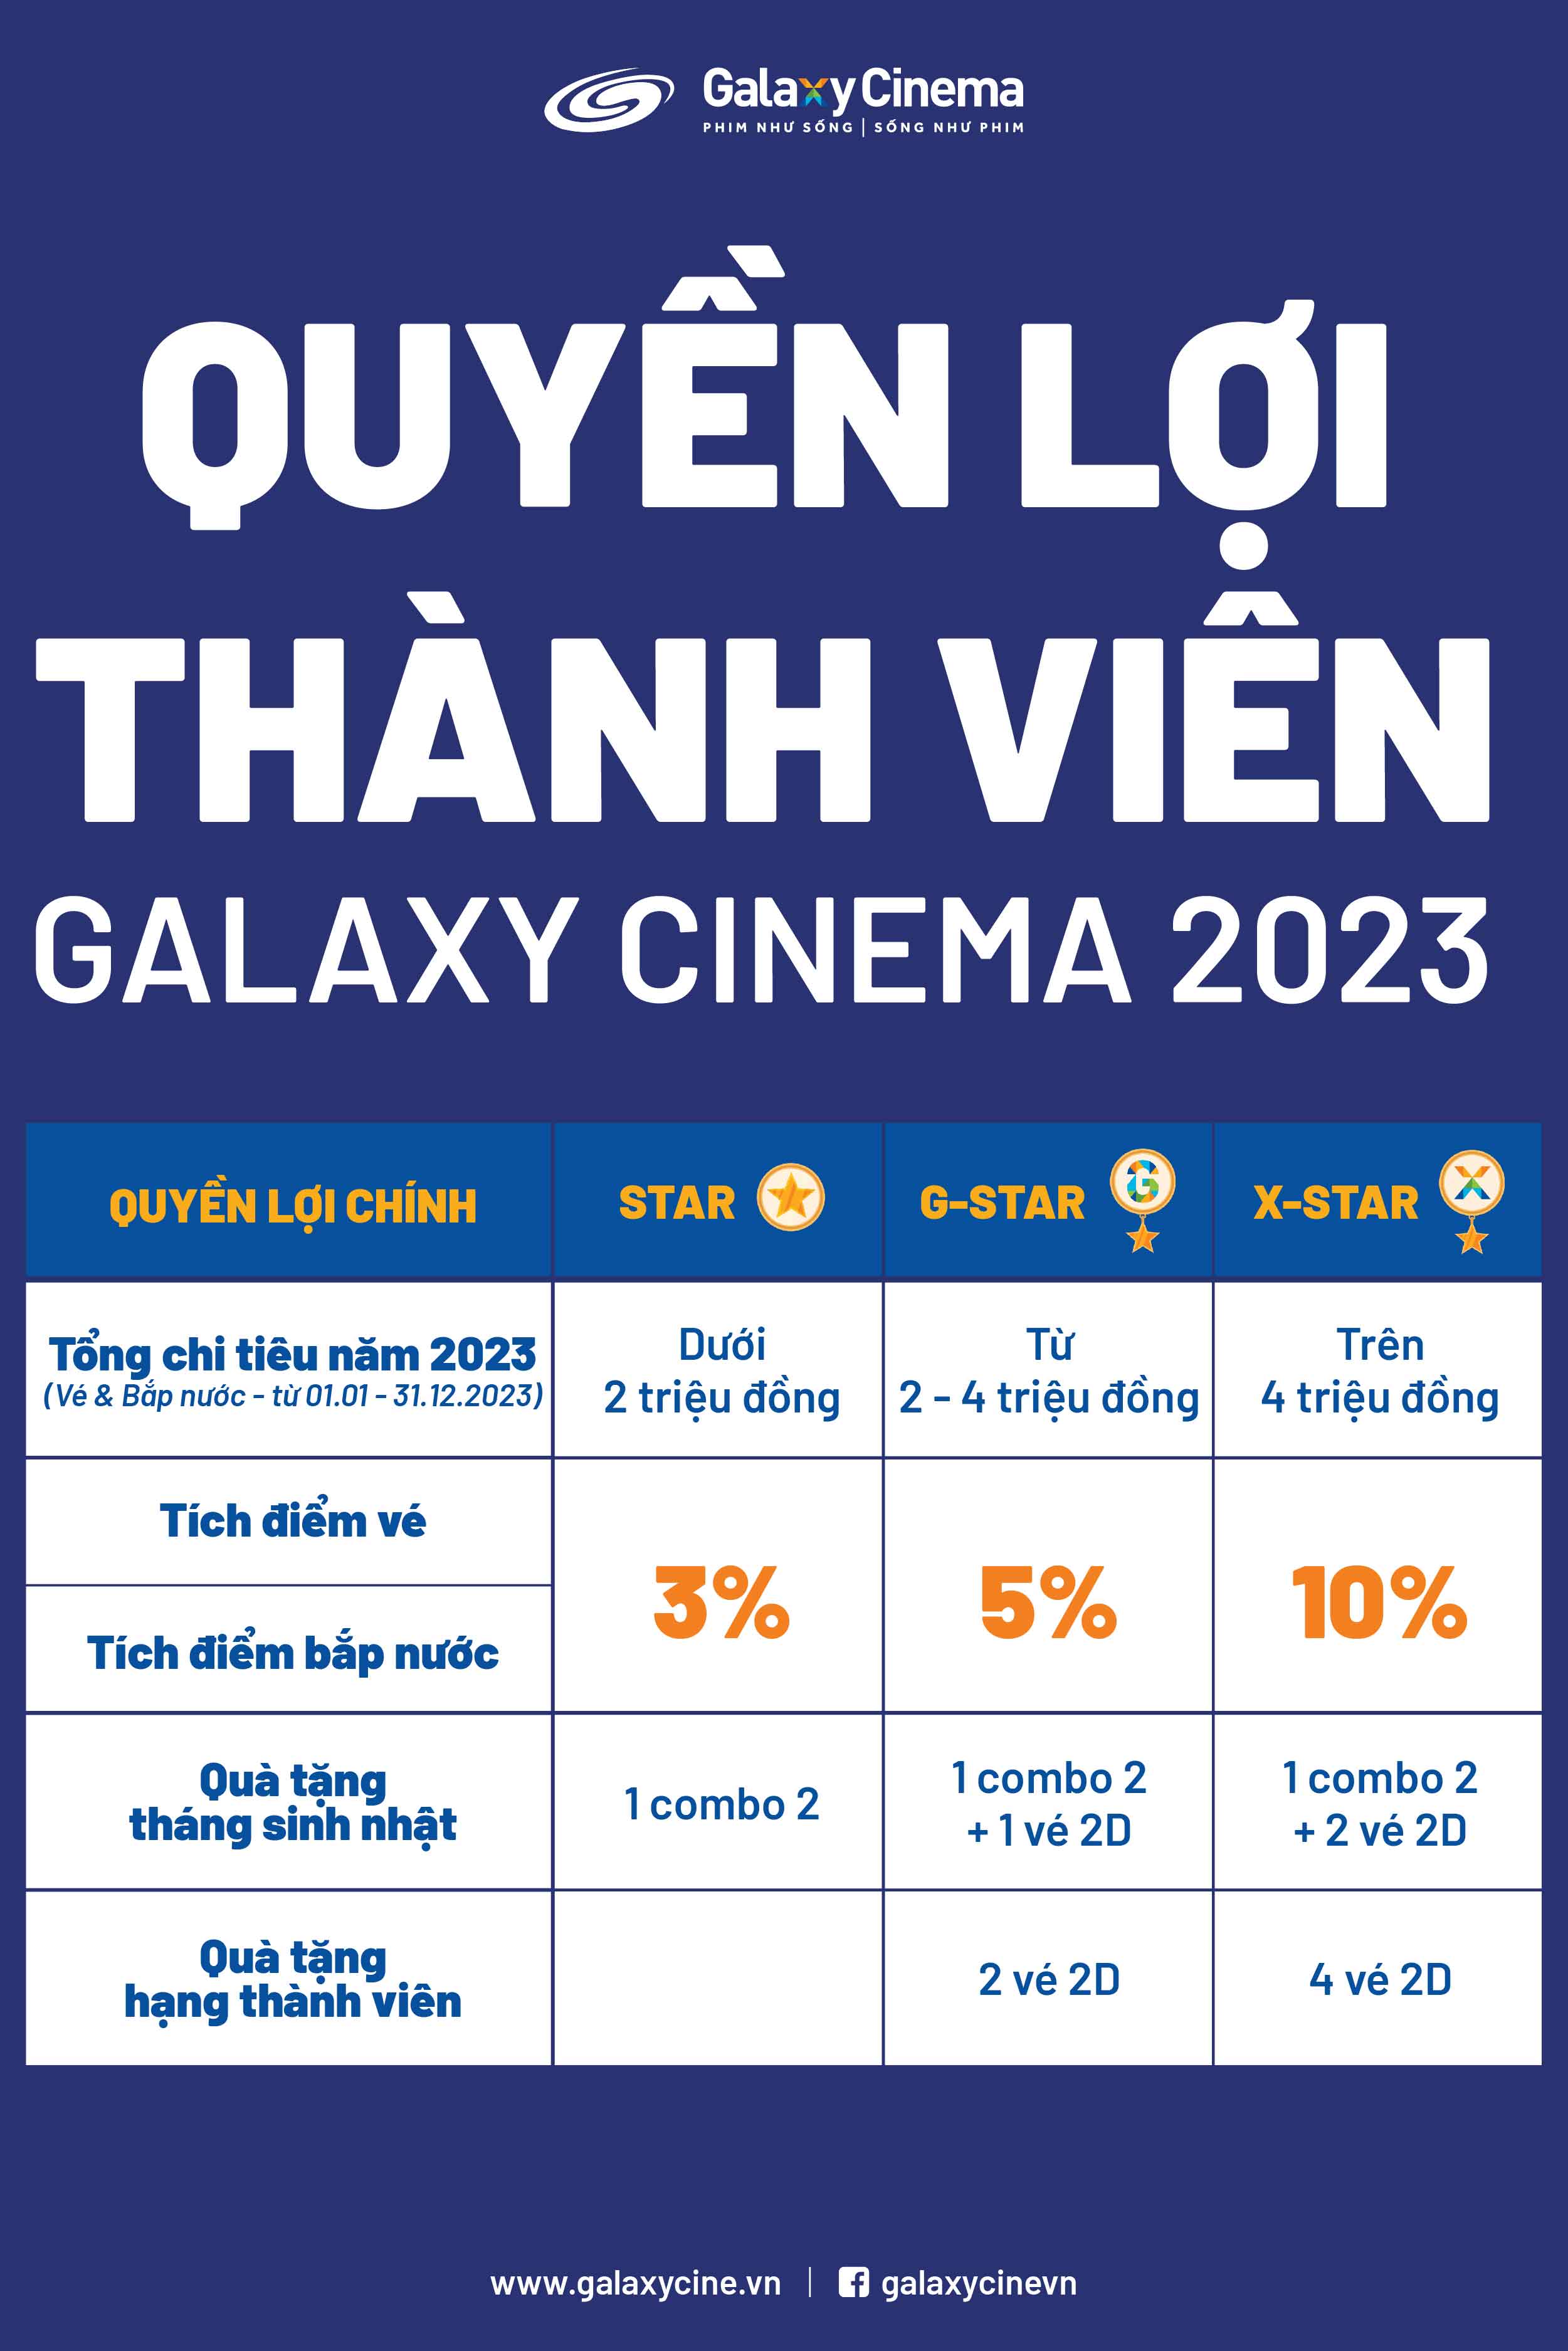 Galaxy Cinema
PHIM NHƯ SỐNG | SỐNG NHƯ PHIM
QUYỀN LỢI
THÀNH VIÊN
GALAXY CINEMA 2023
QUYỀN LỢI CHÍNH
STAR
G-STAR
G
X-STAR
X
Tổng chi tiêu năm 2023
(Vé & Bắp nước - từ 01.01 - 31.12.2023)
Dưới
2 triệu đồng
Từ
2 - 4 triệu đồng
Trên
4 triệu đồng
Tích điểm vé
Tích điểm bắp nước
3%
5%
10%
Quà tặng
tháng sinh nhật
1 combo 2
1 combo 2
+ 1 vé 2D
1 combo 2
+ 2 vé 2D
Quà tặng
hạng thành viên
2 vé 2D
4 vé 2D
www.galaxycine.vn | galaxycinevn